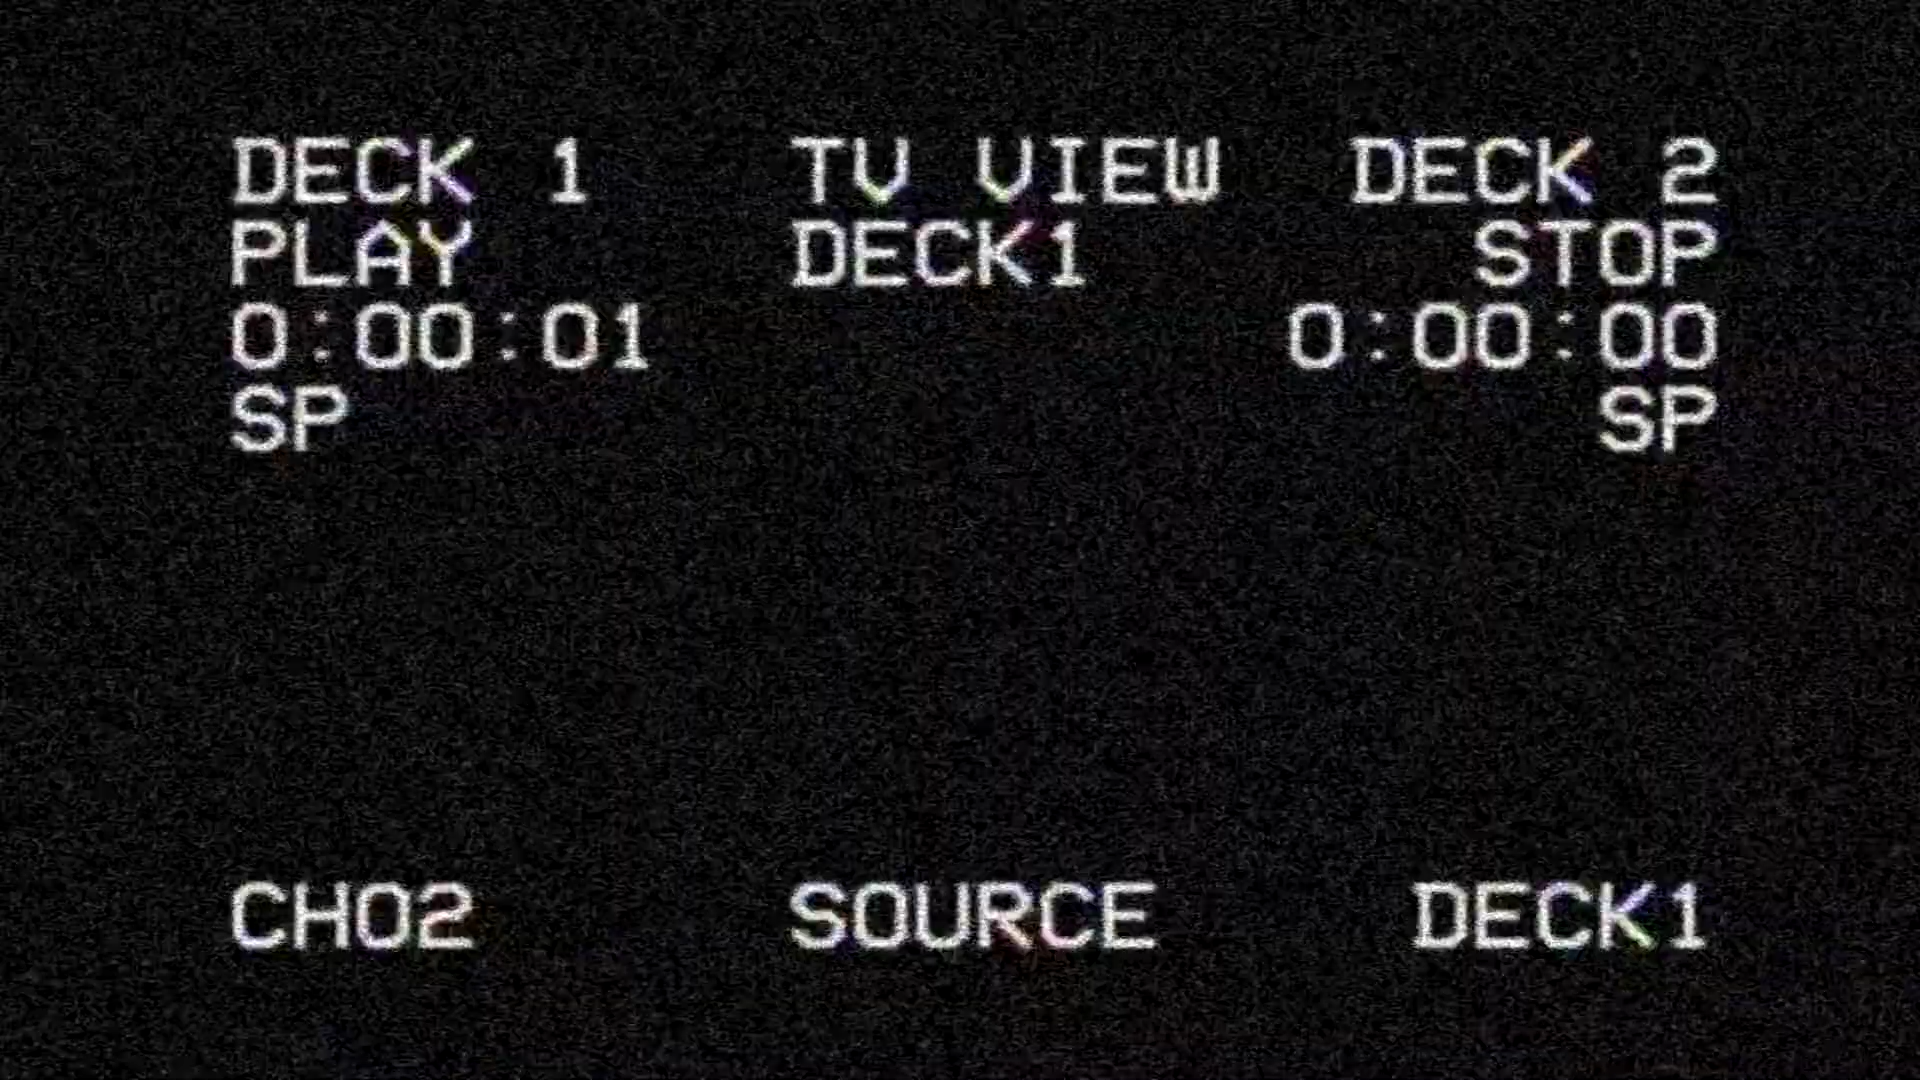 DECK 1 TV VIEW DECK 2
PLAY DECK1 STOP
0:00:01 0:00:00
SP SP
CH02 SOURCE DECK1